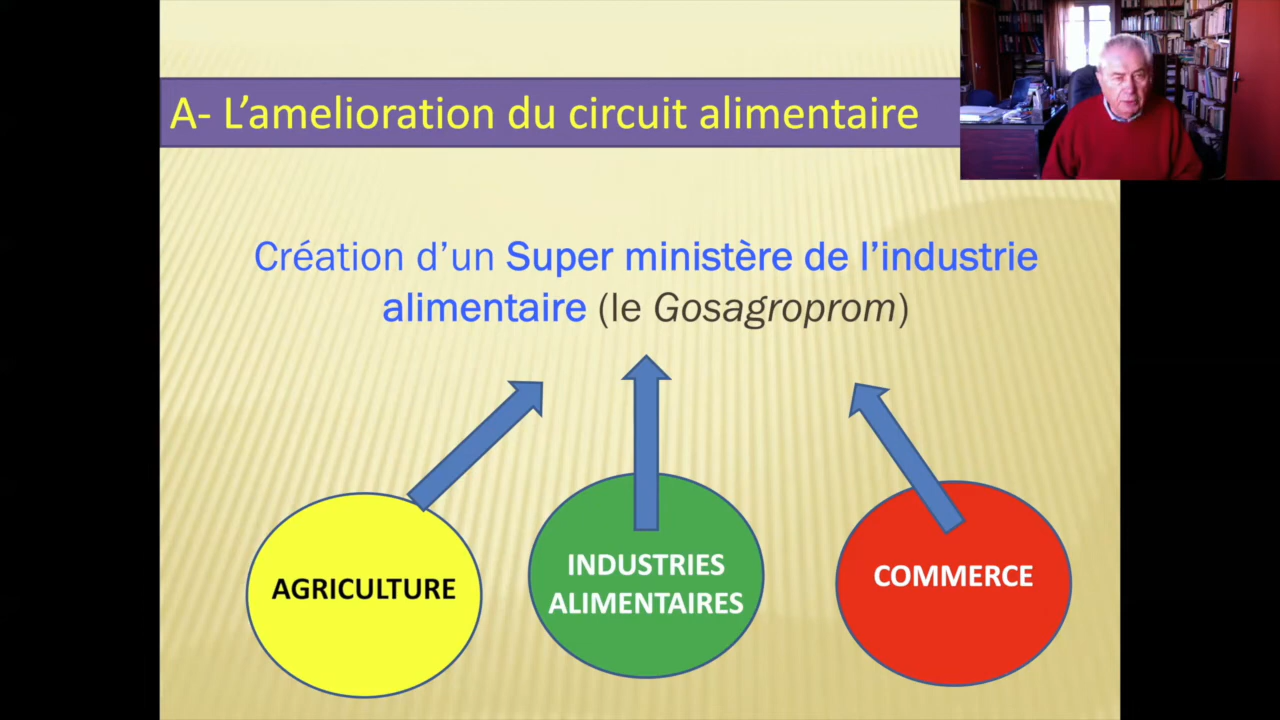 A- L’amelioration du circuit alimentaire
Création d’un Super ministère de l’industrie
alimentaire (le Gosagroprom)
AGRICULTURE
INDUSTRIES
ALIMENTAIRES
COMMERCE